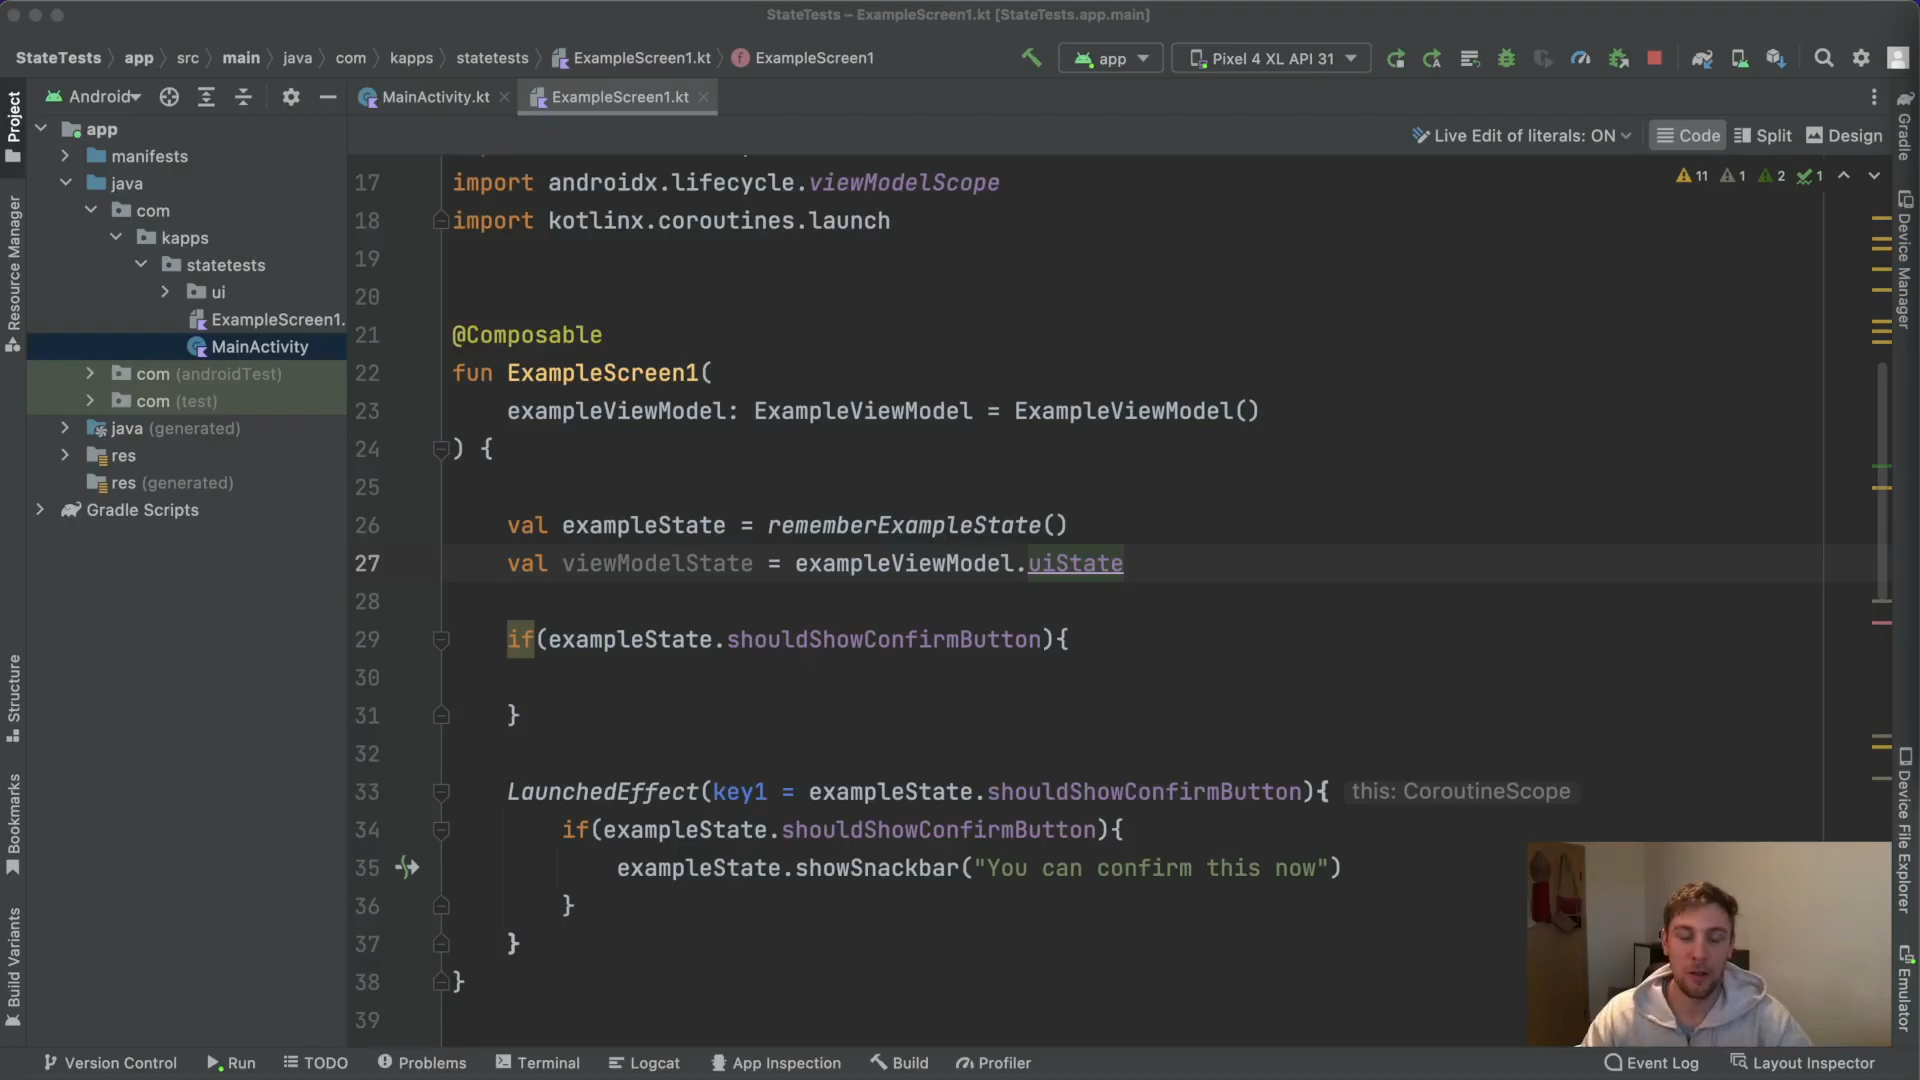 StateTests – ExampleScreen1.kt [StateTests.app.main]
StateTests app src main java com kapps statetests ExampleScreen1.kt ExampleScreen1
app Pixel 4 XL API 31
Project
Android
MainActivity.kt
ExampleScreen1.kt
Live Edit of literals: ON
Code
Split
Design
11 1 2 1
app
manifests
java
com
kapps
statetests
ui
ExampleScreen1.
MainActivity
com (androidTest)
com (test)
java (generated)
res
res (generated)
Gradle Scripts
Resource Manager
Structure
Bookmarks
Build Variants
17 import androidx.lifecycle.viewModelScope
18 import kotlinx.coroutines.launch
19
20
21 @Composable
22 fun ExampleScreen1(
23 exampleViewModel: ExampleViewModel = ExampleViewModel()
24 ) {
25
26 val exampleState = rememberExampleState()
27 val viewModelState = exampleViewModel.uiState
28
29 if(exampleState.shouldShowConfirmButton){
30
31 }
32
33 LaunchedEffect(key1 = exampleState.shouldShowConfirmButton){ this: CoroutineScope
34 if(exampleState.shouldShowConfirmButton){
35 exampleState.showSnackbar("You can confirm this now")
36 }
37 }
38 }
39
Gradle
Device Manager
Device File Explorer
Emulator
Version Control
Run
TODO
Problems
Terminal
Logcat
App Inspection
Build
Profiler
Event Log
Layout Inspector